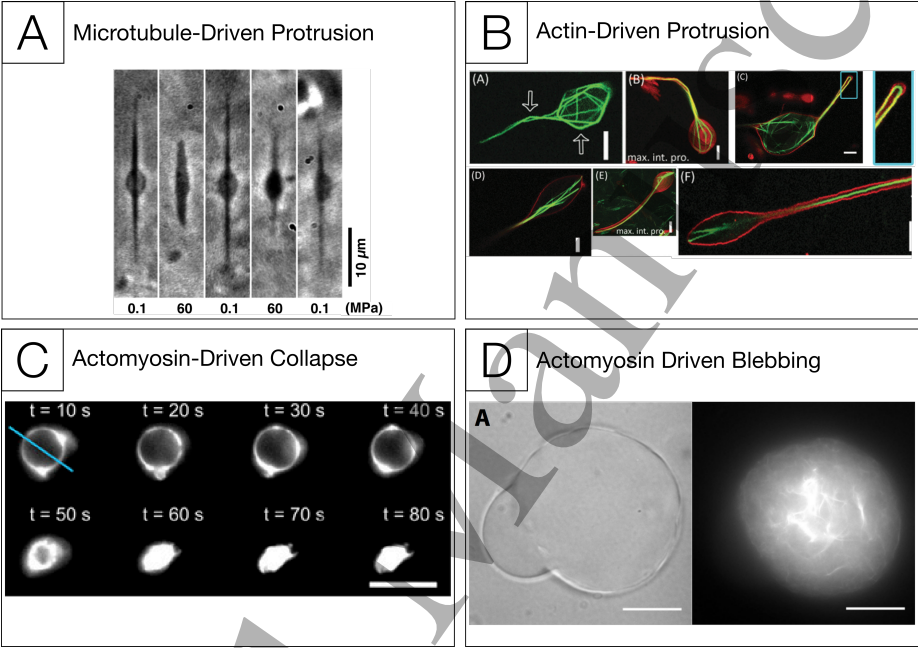 A
Microtubule-Driven Protrusion
10 µm
0.1 60 0.1 60 0.1 (MPa)
B
Actin-Driven Protrusion
(A) (B) (C)
max. int. pro.
(D) (E) (F)
max. int. pro.
C
Actomyosin-Driven Collapse
t = 10 s t = 20 s t = 30 s t = 40 s
t = 50 s t = 60 s t = 70 s t = 80 s
D
Actomyosin Driven Blebbing
A